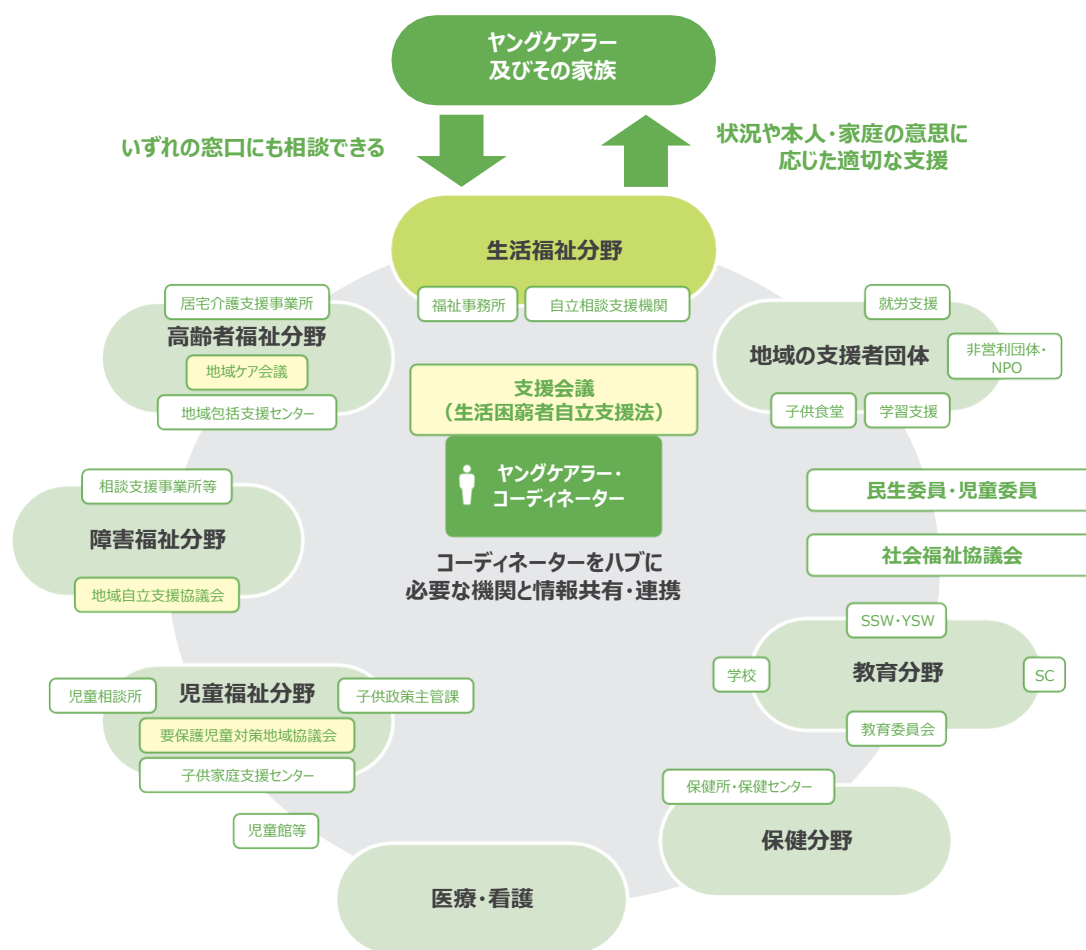 ヤングケアラー
及びその家族
いずれの窓口にも相談できる
状況や本人・家庭の意思に
応じた適切な支援
生活福祉分野
福祉事務所
自立相談支援機関
居宅介護支援事業所
高齢者福祉分野
地域ケア会議
地域包括支援センター
就労支援
地域の支援者団体
非営利団体・
NPO
子供食堂
学習支援
支援会議
（生活困窮者自立支援法）
ヤングケアラー・
コーディネーター
コーディネーターをハブに
必要な機関と情報共有・連携
相談支援事業所等
障害福祉分野
地域自立支援協議会
民生委員・児童委員
社会福祉協議会
SSW・YSW
学校
教育分野
SC
教育委員会
児童相談所
児童福祉分野
子供政策主管課
要保護児童対策地域協議会
子供家庭支援センター
児童館等
保健所・保健センター
保健分野
医療・看護